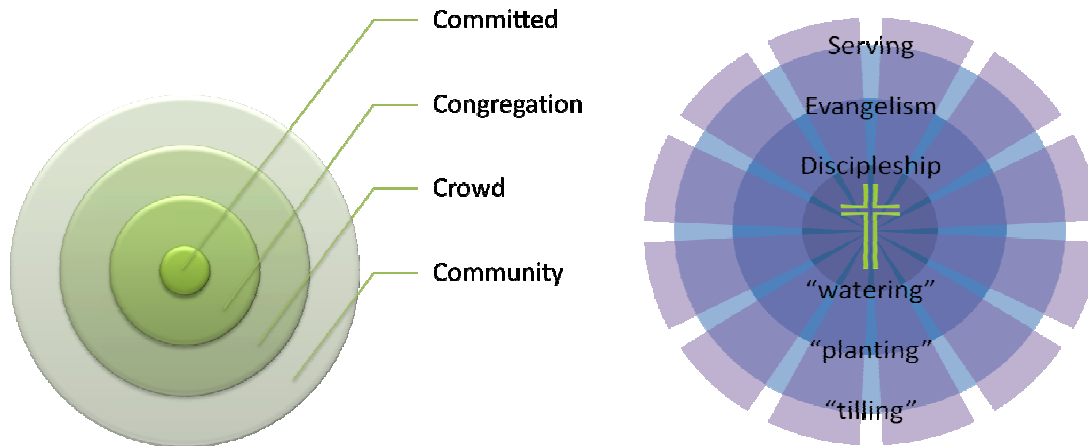 Committed
Congregation
Crowd
Community
Serving
Evangelism
Discipleship
“watering”
“planting”
“tilling”